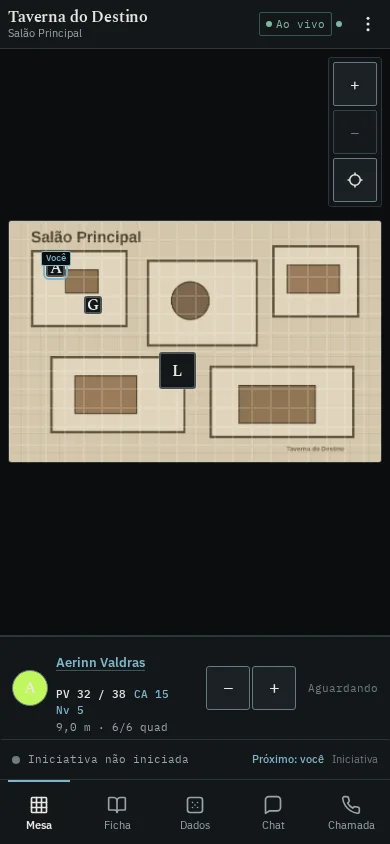 Taverna do Destino
Salão Principal
Ao vivo
+
−
Salão Principal
Você
A
G
L
Taverna do Destino
A
Aerinn Valdras
PV 32 / 38 CA 15
Nv 5
9,0 m · 6/6 quad
− +
Aguardando
Iniciativa não iniciada
Próximo: você Iniciativa
Mesa Ficha Dados Chat Chamada